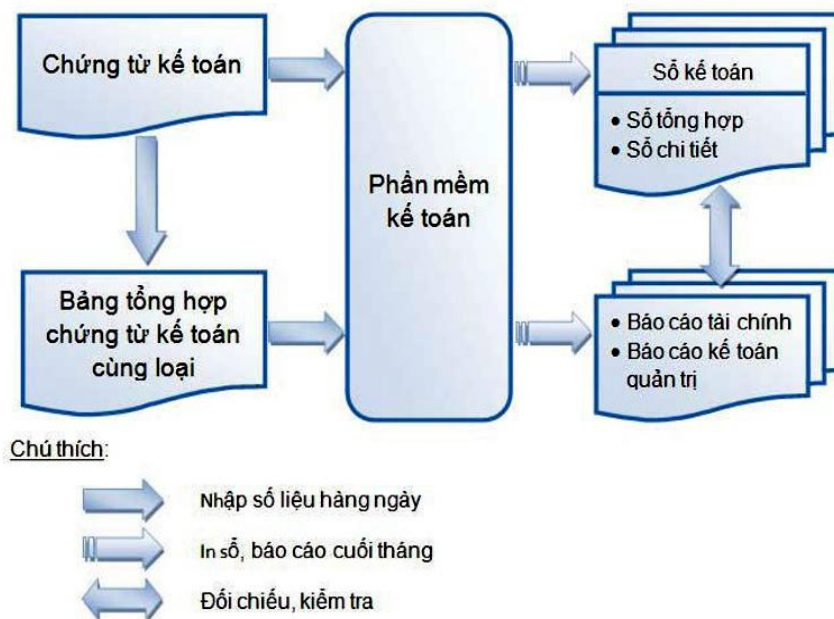 Chứng từ kế toán
Bảng tổng hợp
chứng từ kế toán
cùng loại
Phần mềm
kế toán
Sổ kế toán
• Sổ tổng hợp
• Sổ chi tiết
• Báo cáo tài chính
• Báo cáo kế toán
quản trị
Chú thích:
Nhập số liệu hàng ngày
In sổ, báo cáo cuối tháng
Đối chiếu, kiểm tra